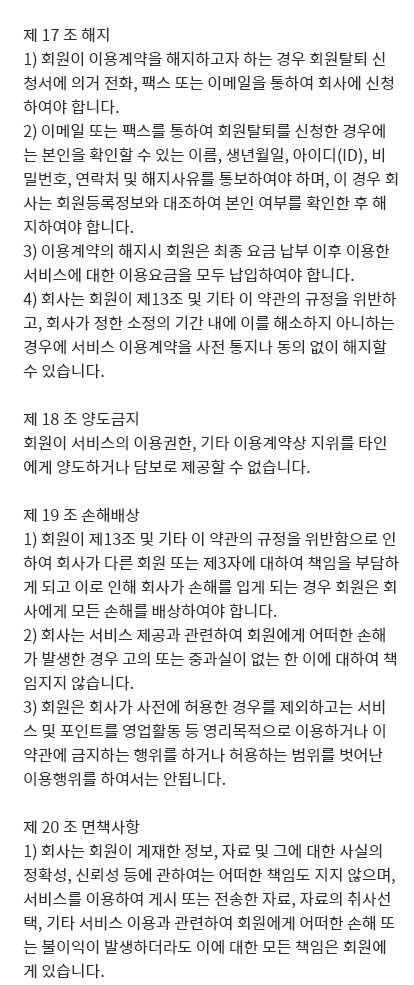 제 17 조 해지
1) 회원이 이용계약을 해지하고자 하는 경우 회원탈퇴 신
청서에 의거 전화, 팩스 또는 이메일을 통하여 회사에 신청
하여야 합니다.
2) 이메일 또는 팩스를 통하여 회원탈퇴를 신청한 경우에
는 본인을 확인할 수 있는 이름, 생년월일, 아이디(ID), 비
밀번호, 연락처 및 해지사유를 통보하여야 하며, 이 경우 회
사는 회원등록정보와 대조하여 본인 여부를 확인한 후 해
지하여야 합니다.
3) 이용계약의 해지시 회원은 최종 요금 납부 이후 이용한
서비스에 대한 이용요금을 모두 납입하여야 합니다.
4) 회사는 회원이 제13조 및 기타 이 약관의 규정을 위반하
고, 회사가 정한 소정의 기간 내에 이를 해소하지 아니하는
경우에 서비스 이용계약을 사전 통지나 동의 없이 해지할
수 있습니다.
제 18 조 양도금지
회원이 서비스의 이용권한, 기타 이용계약상 지위를 타인
에게 양도하거나 담보로 제공할 수 없습니다.
제 19 조 손해배상
1) 회원이 제13조 및 기타 이 약관의 규정을 위반함으로 인
하여 회사가 다른 회원 또는 제3자에 대하여 책임을 부담하
게 되고 이로 인해 회사가 손해를 입게 되는 경우 회원은 회
사에게 모든 손해를 배상하여야 합니다.
2) 회사는 서비스 제공과 관련하여 회원에게 어떠한 손해
가 발생한 경우 고의 또는 중과실이 없는 한 이에 대하여 책
임지지 않습니다.
3) 회원은 회사가 사전에 허용한 경우를 제외하고는 서비
스 및 포인트를 영업활동 등 영리목적으로 이용하거나 이
약관에 금지하는 행위를 하거나 허용하는 범위를 벗어난
이용행위를 하여서는 안됩니다.
제 20 조 면책사항
1) 회사는 회원이 게재한 정보, 자료 및 그에 대한 사실의
정확성, 신뢰성 등에 관하여는 어떠한 책임도 지지 않으며,
서비스를 이용하여 게시 또는 전송한 자료, 자료의 취사선
택, 기타 서비스 이용과 관련하여 회원에게 어떠한 손해 또
는 불이익이 발생하더라도 이에 대한 모든 책임은 회원에
게 있습니다.